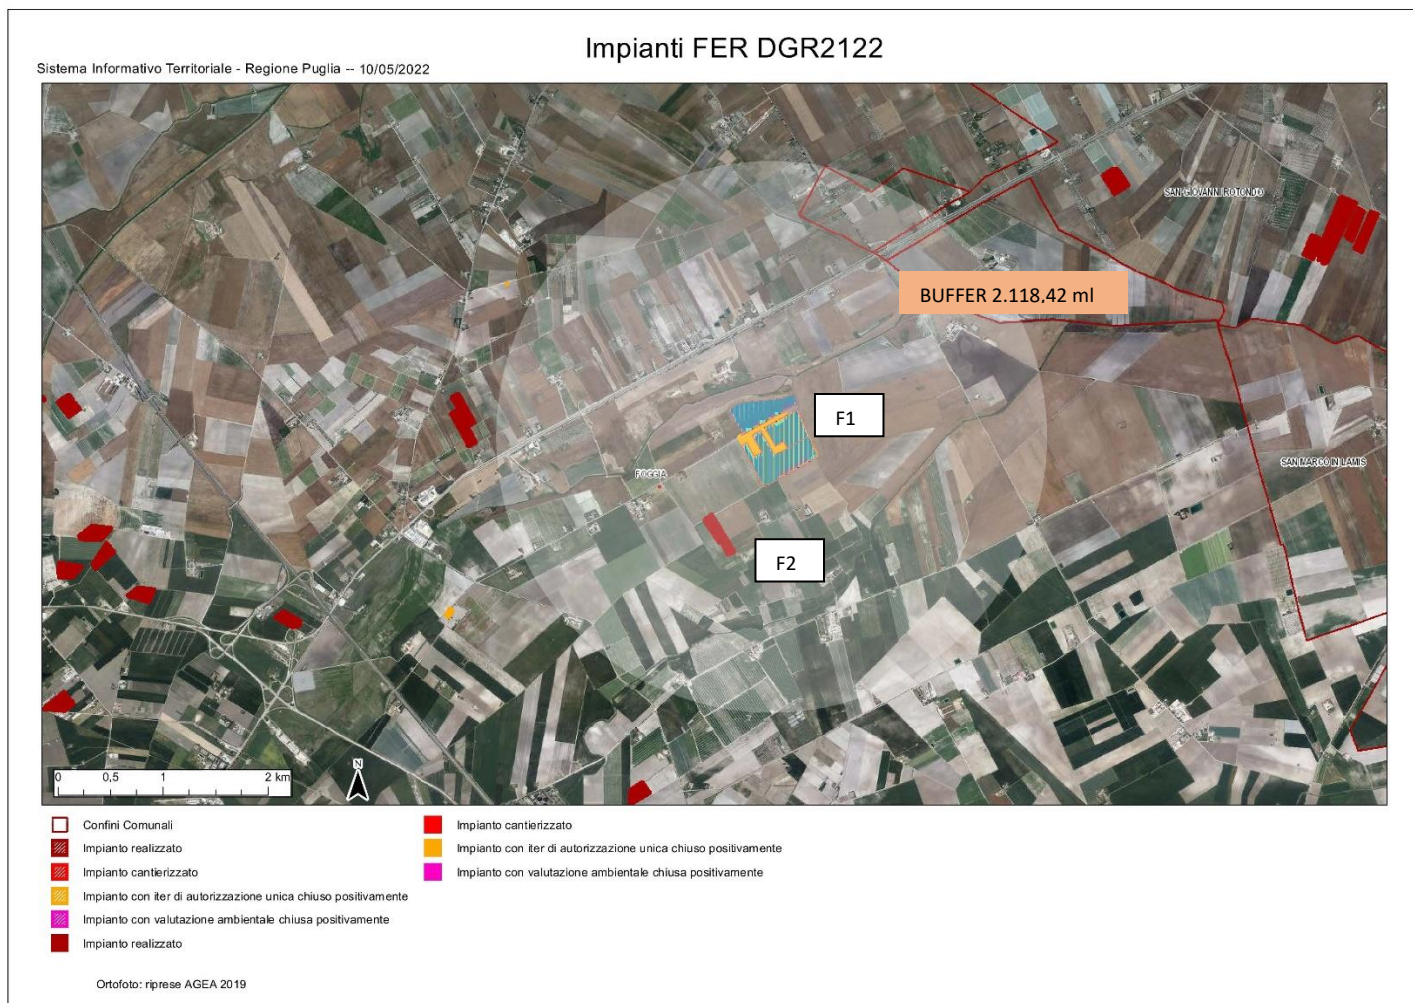 Impianti FER DGR2122
Sistema Informativo Territoriale - Regione Puglia -- 10/05/2022
SAN GIOVANNI ROTONDO
BUFFER 2.118,42 ml
F1
SAN MARCO IN LAMIS
FOGGIA
F2
0 0,5 1 2 km
N
Confini Comunali
Impianto realizzato
Impianto cantierizzato
Impianto con iter di autorizzazione unica chiuso positivamente
Impianto con valutazione ambientale chiusa positivamente
Impianto realizzato
Impianto cantierizzato
Impianto con iter di autorizzazione unica chiuso positivamente
Impianto con valutazione ambientale chiusa positivamente
Ortofoto: riprese AGEA 2019